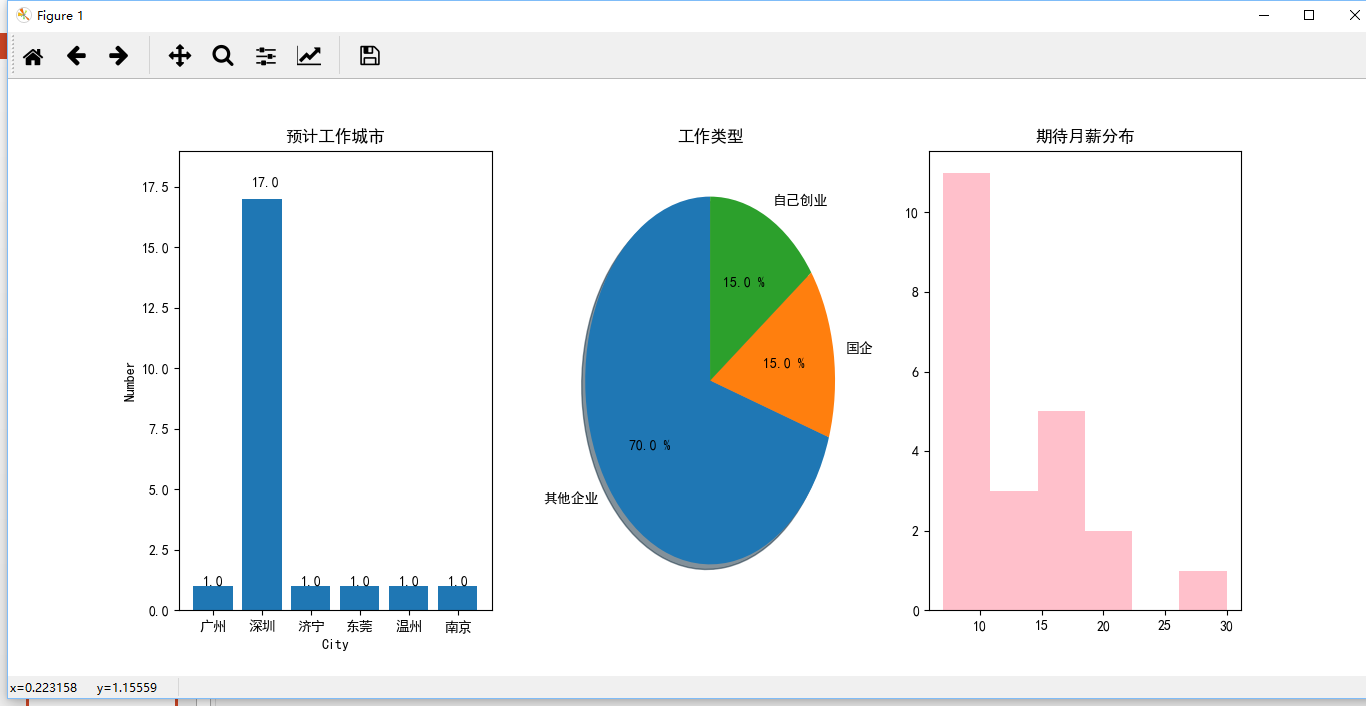 Figure 1
预计工作城市
17.5
15.0
12.5
10.0
7.5
5.0
2.5
0.0
Number
17.0
1.0
1.0
1.0
1.0
1.0
广州
深圳
济宁
东莞
温州
南京
City
工作类型
自己创业
15.0 %
国企
15.0 %
70.0 %
其他企业
期待月薪分布
10
8
6
4
2
0
10
15
20
25
30
x=0.223158 y=1.15559